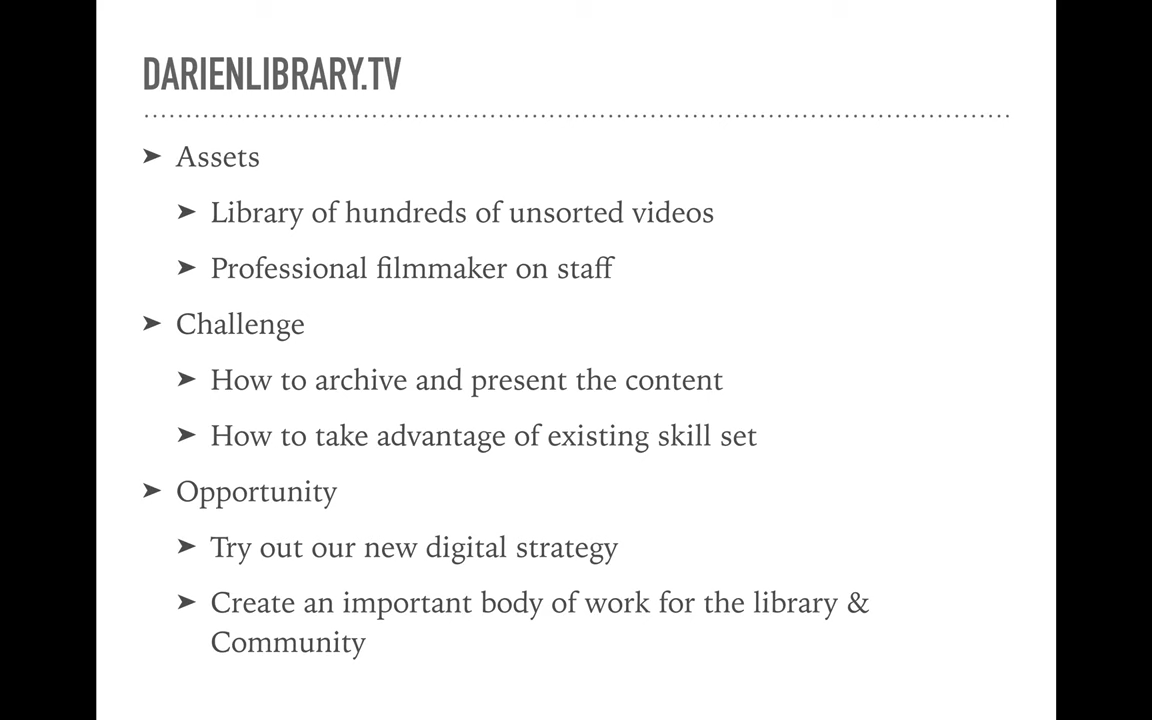 DARIENLIBRARY.TV
➤ Assets
➤ Library of hundreds of unsorted videos
➤ Professional filmmaker on staff
➤ Challenge
➤ How to archive and present the content
➤ How to take advantage of existing skill set
➤ Opportunity
➤ Try out our new digital strategy
➤ Create an important body of work for the library &
Community